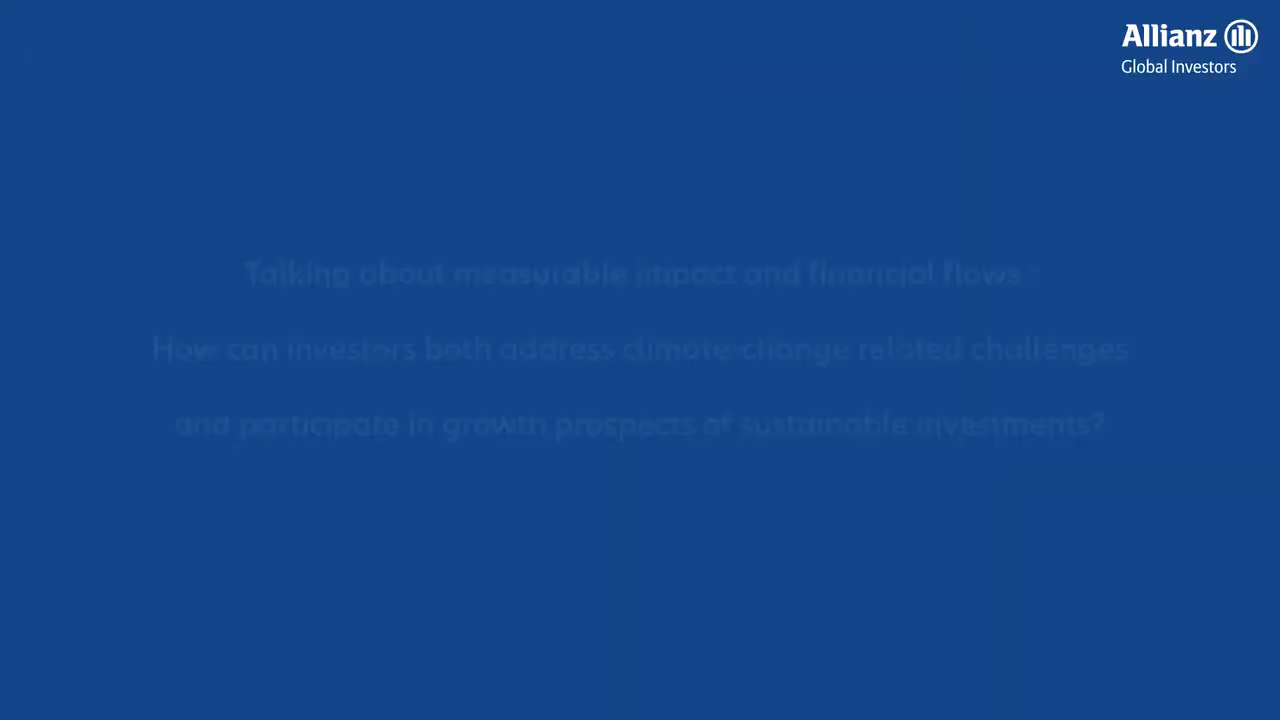 Allianz
Global Investors
Talking about measurable impact and financial flows :
How can investors both address climate-change related challenges
and participate in growth prospects of sustainable investments?